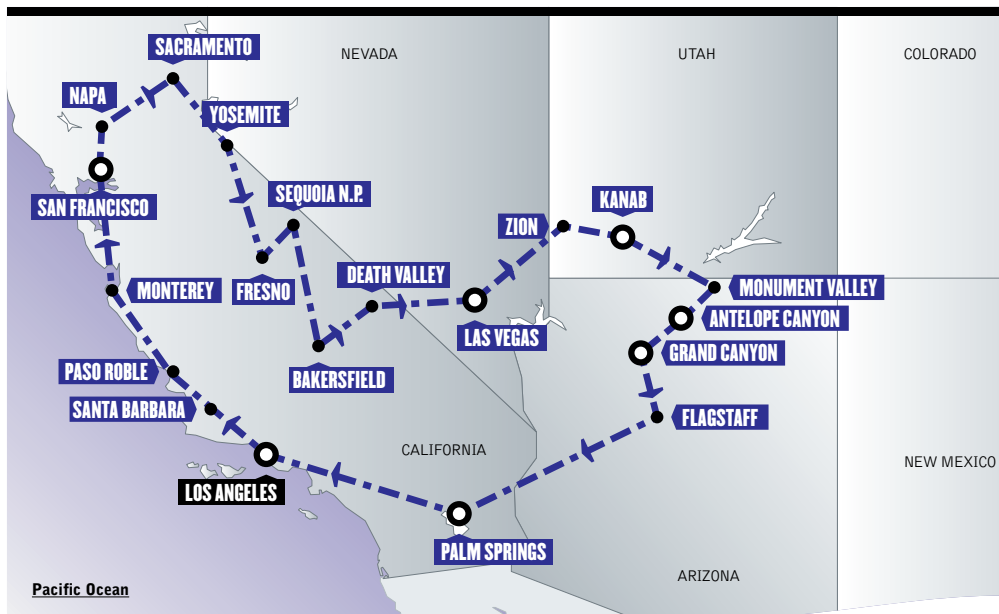 SACRAMENTO
NEVADA
UTAH
COLORADO
NAPA
YOSEMITE
SEQUOIA N.P.
KANAB
SAN FRANCISCO
ZION
DEATH VALLEY
MONTEREY
FRESNO
MONUMENT VALLEY
ANTELOPE CANYON
LAS VEGAS
GRAND CANYON
PASO ROBLE
BAKERSFIELD
SANTA BARBARA
FLAGSTAFF
CALIFORNIA
NEW MEXICO
LOS ANGELES
PALM SPRINGS
ARIZONA
Pacific Ocean